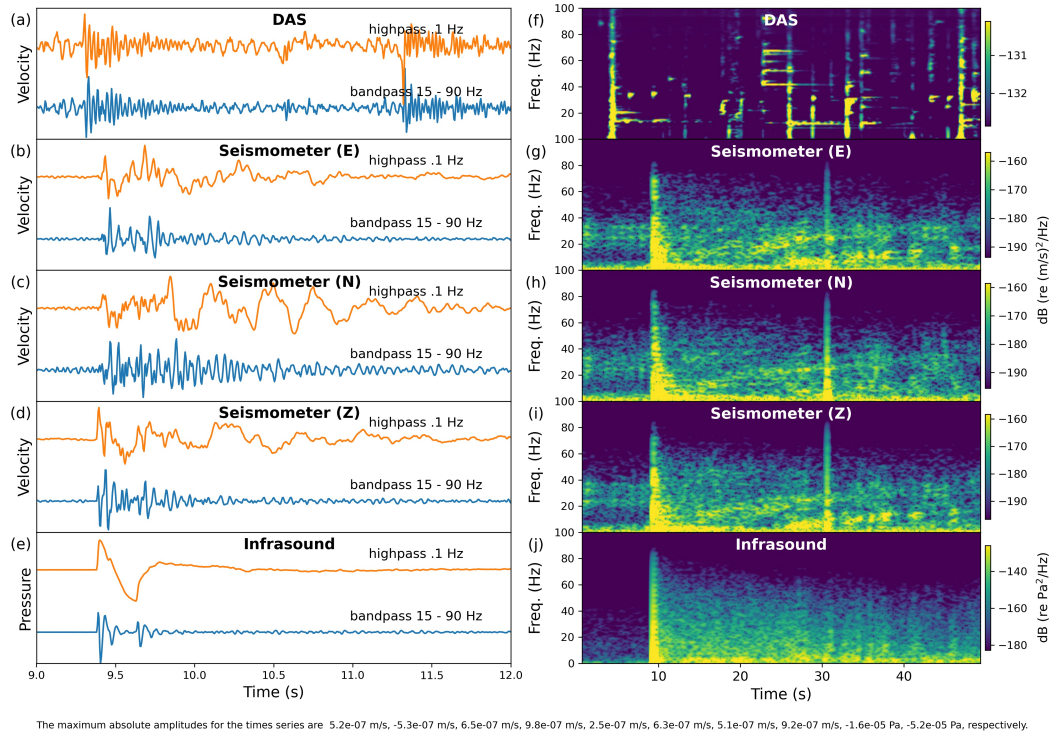 (a) DAS
highpass .1 Hz
bandpass 15 - 90 Hz
Velocity
(b) Seismometer (E)
highpass .1 Hz
bandpass 15 - 90 Hz
Velocity
(c) Seismometer (N)
highpass .1 Hz
bandpass 15 - 90 Hz
Velocity
(d) Seismometer (Z)
highpass .1 Hz
bandpass 15 - 90 Hz
Velocity
(e) Infrasound
highpass .1 Hz
bandpass 15 - 90 Hz
Pressure
9.0 9.5 10.0 10.5 11.0 11.5 12.0
Time (s)
(f) DAS
Freq. (Hz)
100
80
60
40
20
−131
−132
(g) Seismometer (E)
Freq. (Hz)
100
80
60
40
20
−160
−170
−180
−190
(h) Seismometer (N)
Freq. (Hz)
100
80
60
40
20
−160
−170
−180
−190
dB (re (m/s)²/Hz)
(i) Seismometer (Z)
Freq. (Hz)
100
80
60
40
20
−160
−170
−180
−190
(j) Infrasound
Freq. (Hz)
100
80
60
40
20
0
−140
−160
−180
dB (re Pa²/Hz)
10 20 30 40
Time (s)
The maximum absolute amplitudes for the times series are 5.2e-07 m/s, -5.3e-07 m/s, 6.5e-07 m/s, 9.8e-07 m/s, 2.5e-07 m/s, 6.3e-07 m/s, 5.1e-07 m/s, 9.2e-07 m/s, -1.6e-05 Pa, -5.2e-05 Pa, respectively.